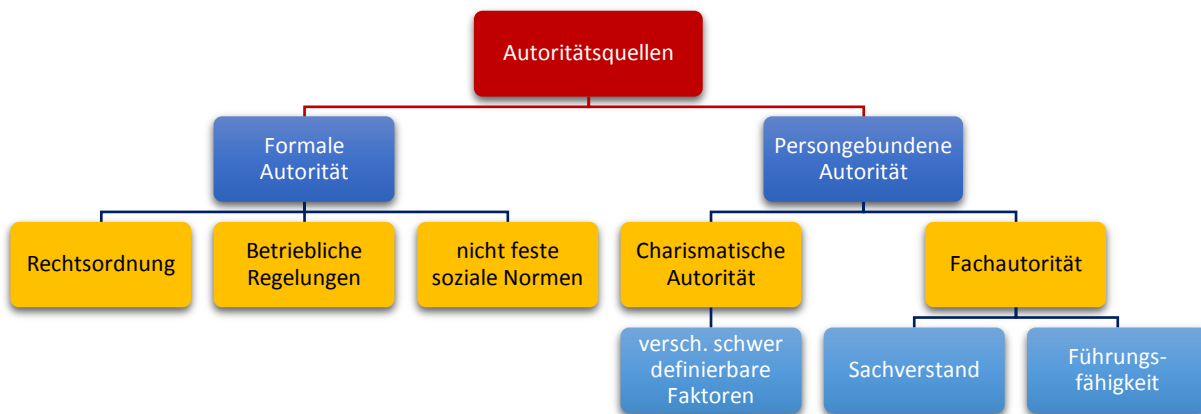 Autoritätsquellen
Formale
Autorität
Persongebundene
Autorität
Rechtsordnung
Betriebliche
Regelungen
nicht feste
soziale Normen
Charismatische
Autorität
Fachautorität
versch. schwer
definierbare
Faktoren
Sachverstand
Führungs-
fähigkeit